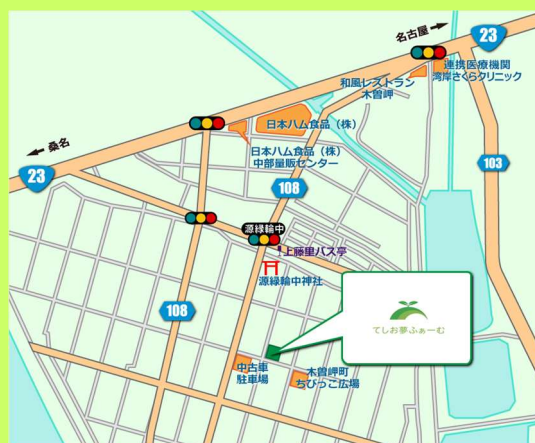 名古屋
23
連携医療機関
湾岸さくらクリニック
和風レストラン
木曽岬
日本ハム食品（株）
日本ハム食品（株）
中部量販センター
桑名
23
103
108
源緑輪中
上藤里バス亭
源緑輪中神社
108
てしお夢ふぁーむ
中古車
駐車場
木曽岬町
ちびっこ広場